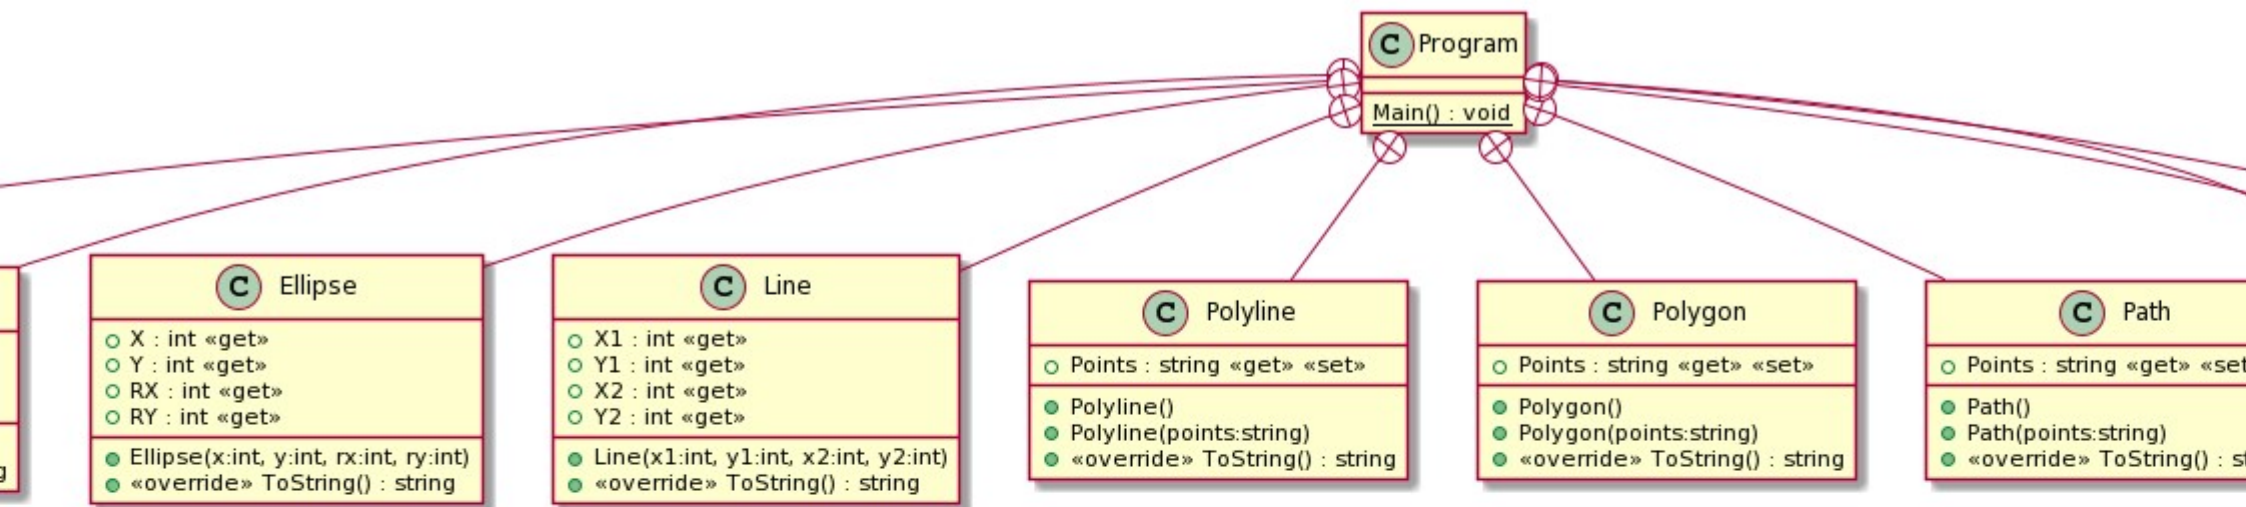 C Program
Main() : void
g
C Ellipse
X : int «get»
Y : int «get»
RX : int «get»
RY : int «get»
Ellipse(x:int, y:int, rx:int, ry:int)
«override» ToString() : string
C Line
X1 : int «get»
Y1 : int «get»
X2 : int «get»
Y2 : int «get»
Line(x1:int, y1:int, x2:int, y2:int)
«override» ToString() : string
C Polyline
Points : string «get» «set»
Polyline()
Polyline(points:string)
«override» ToString() : string
C Polygon
Points : string «get» «set»
Polygon()
Polygon(points:string)
«override» ToString() : string
C Path
Points : string «get» «set
Path()
Path(points:string)
«override» ToString() : st